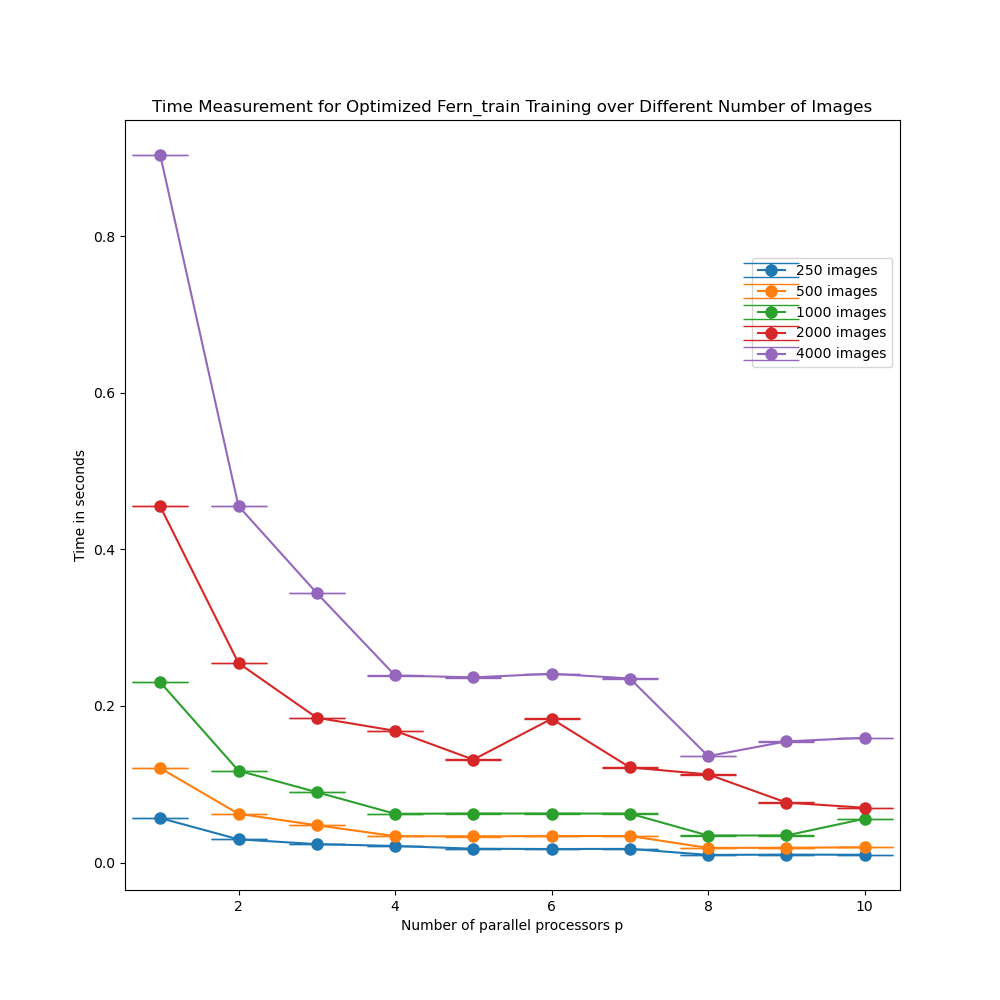 Time Measurement for Optimized Fern_train Training over Different Number of Images
0.8
0.6
0.4
0.2
0.0
Time in seconds
250 images
500 images
1000 images
2000 images
4000 images
2 4 6 8 10
Number of parallel processors p